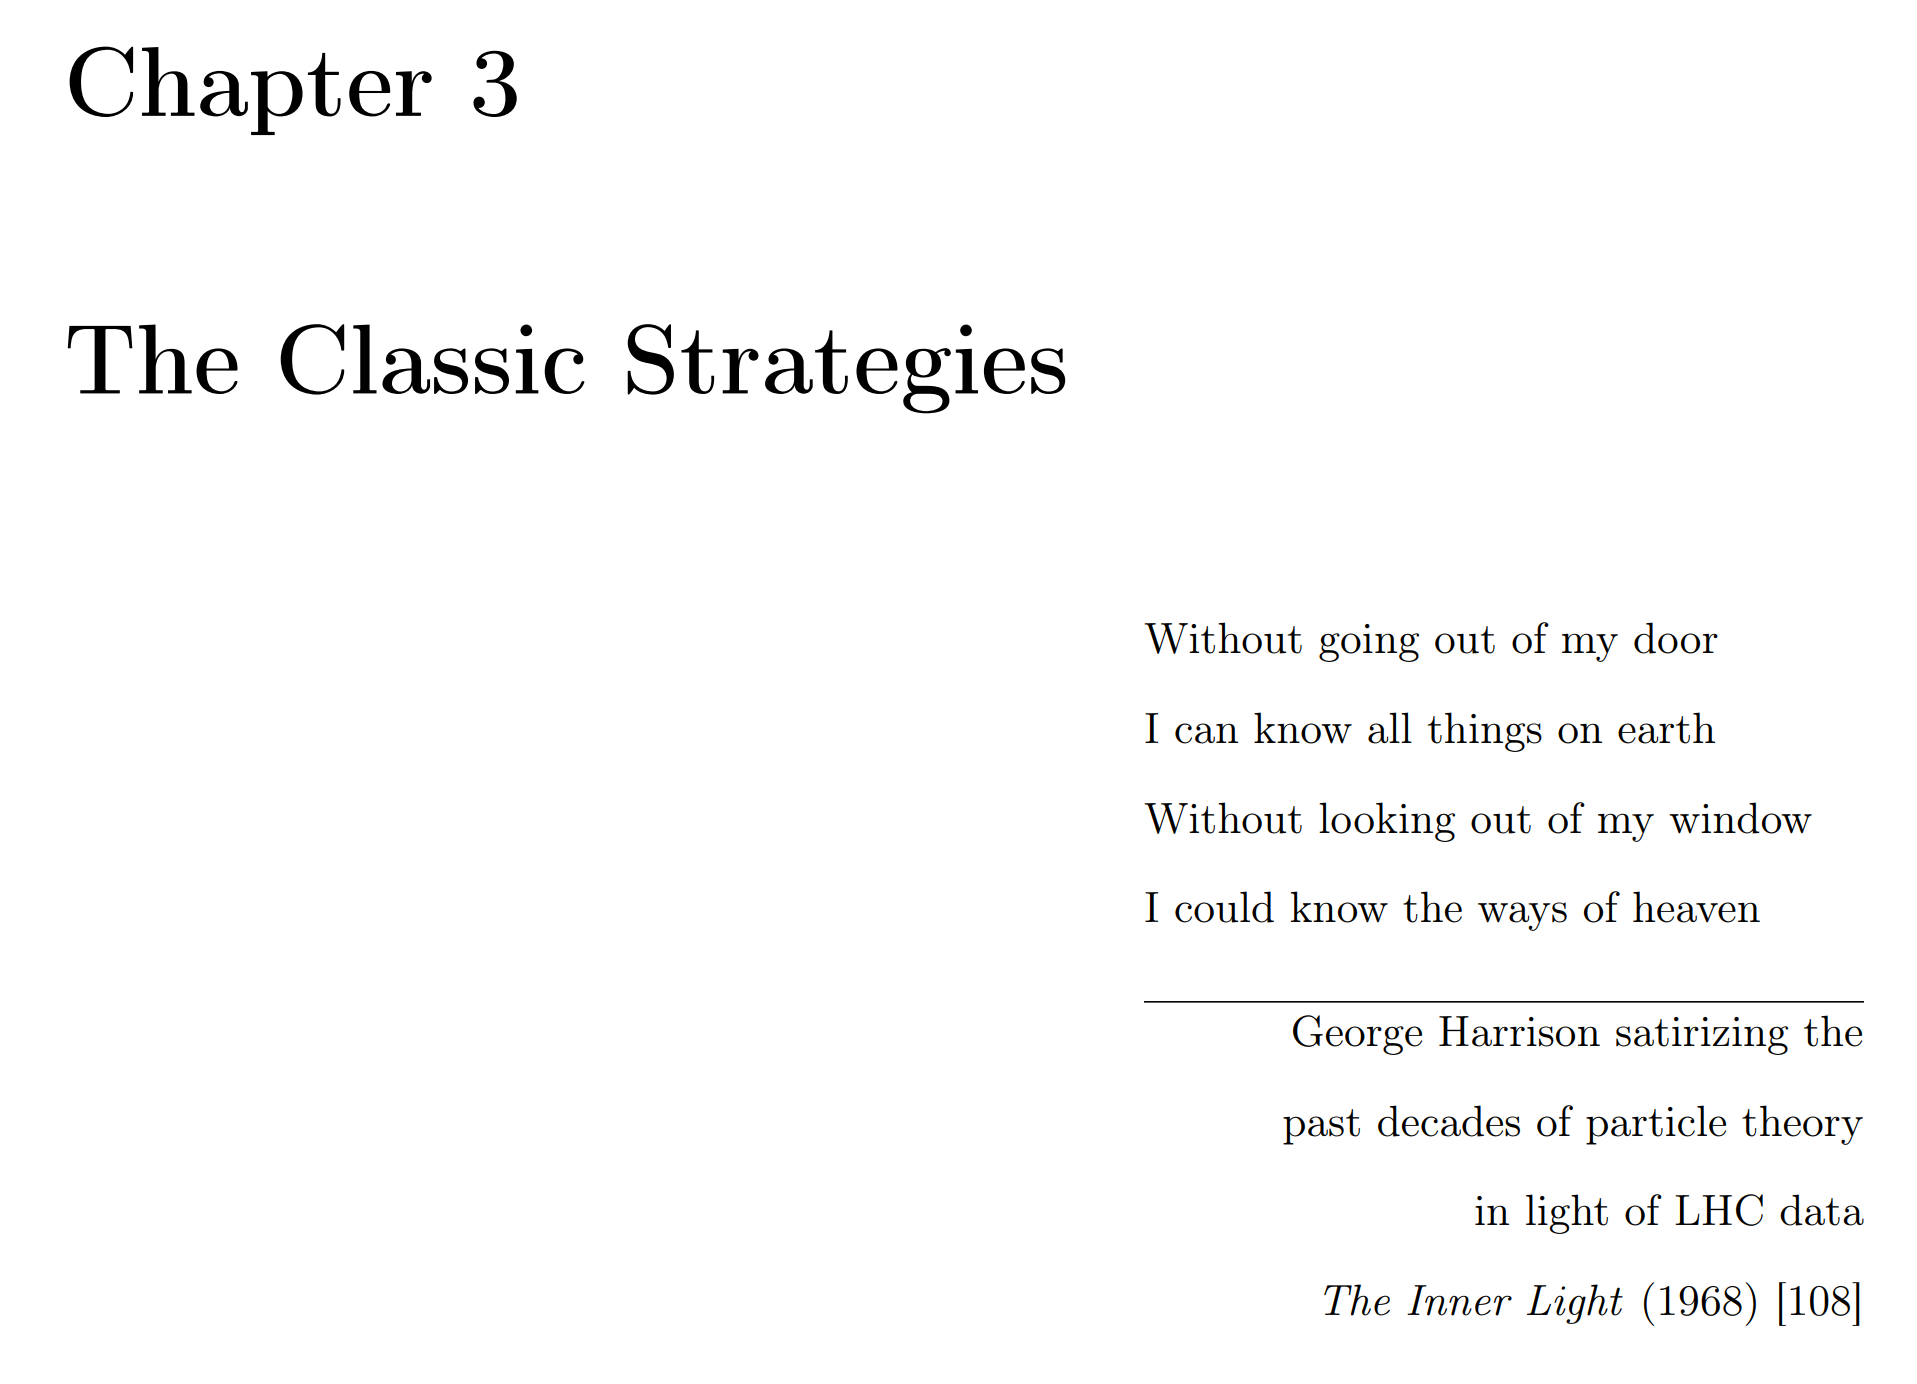 Chapter 3
The Classic Strategies
Without going out of my door
I can know all things on earth
Without looking out of my window
I could know the ways of heaven
George Harrison satirizing the
past decades of particle theory
in light of LHC data
The Inner Light (1968) [108]